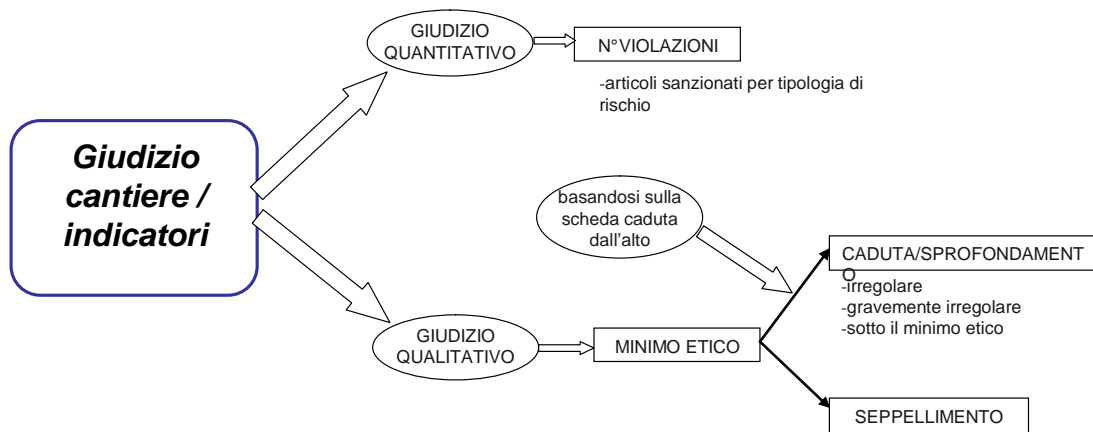 Giudizio
cantiere /
indicatori
GIUDIZIO
QUANTITATIVO
N°VIOLAZIONI
-articoli sanzionati per tipologia di
rischio
basandosi sulla
scheda caduta
dall'alto
GIUDIZIO
QUALITATIVO
MINIMO ETICO
CADUTA/SPROFONDAMENT
O
-irregolare
-gravemente irregolare
-sotto il minimo etico
SEPPELLIMENTO